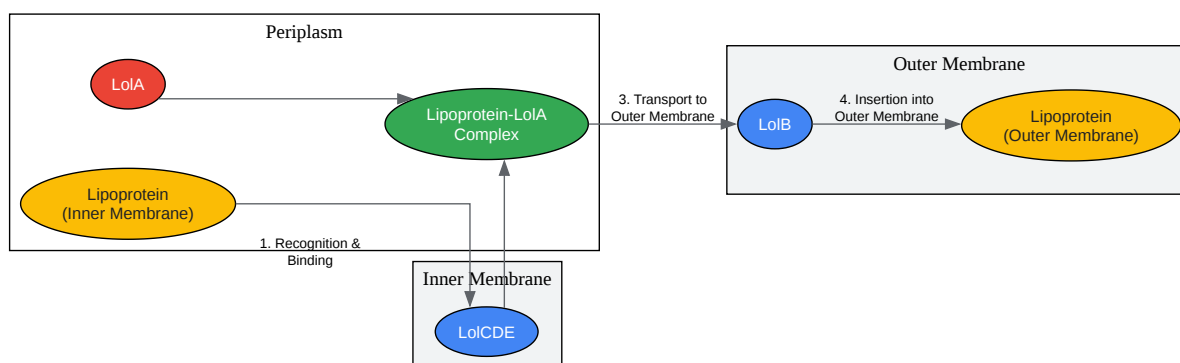 Periplasm
LolA
Lipoprotein-LolA
Complex
Lipoprotein
(Inner Membrane)
1. Recognition &
Binding
Inner Membrane
LolCDE
3. Transport to
Outer Membrane
Outer Membrane
LolB
4. Insertion into
Outer Membrane
Lipoprotein
(Outer Membrane)